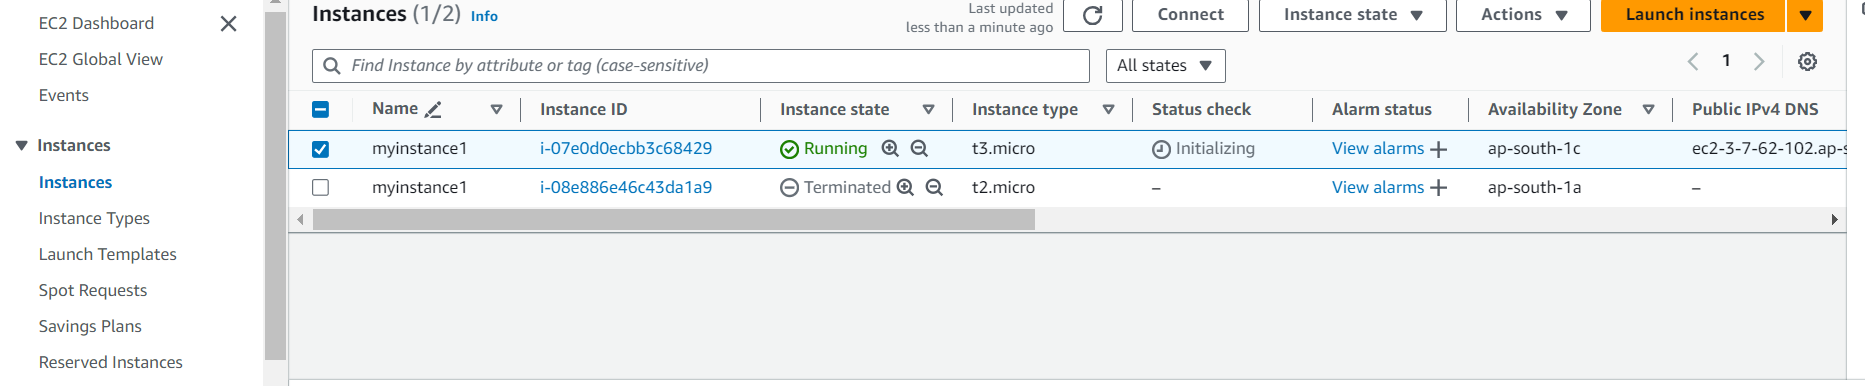 EC2 Dashboard
EC2 Global View
Events
Instances
Instances
Instance Types
Launch Templates
Spot Requests
Savings Plans
Reserved Instances
Instances (1/2) Info
Last updated
less than a minute ago
Connect
Instance state
Actions
Launch instances
Find Instance by attribute or tag (case-sensitive)
All states
1
Name Instance ID Instance state Instance type Status check Alarm status Availability Zone Public IPv4 DNS
myinstance1 i-07e0d0ecbb3c68429 Running t3.micro Initializing View alarms + ap-south-1c ec2-3-7-62-102.ap-s
myinstance1 i-08e886e46c43da1a9 Terminated t2.micro – View alarms + ap-south-1a –